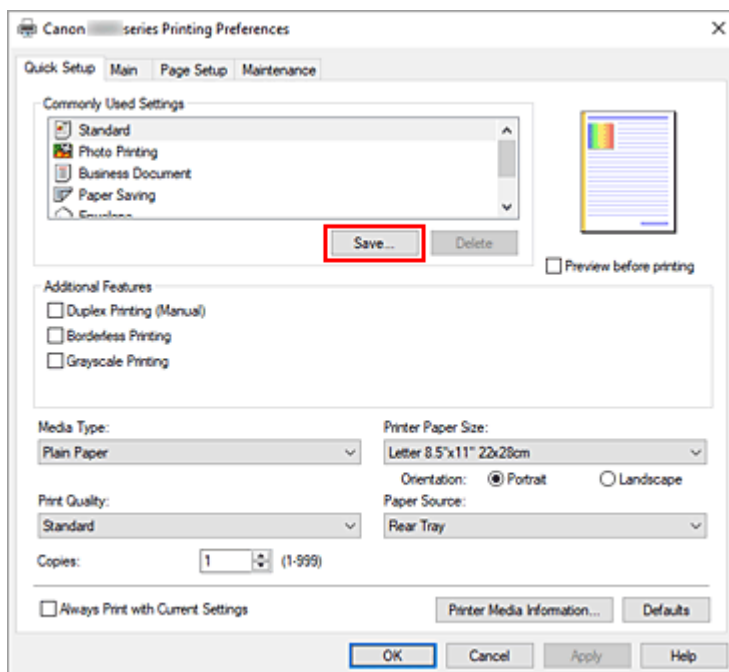 Canon series Printing Preferences
Quick Setup Main Page Setup Maintenance
Commonly Used Settings
Standard
Photo Printing
Business Document
Paper Saving
Save... Delete
Preview before printing
Additional Features
Duplex Printing (Manual)
Borderless Printing
Grayscale Printing
Media Type: Printer Paper Size:
Plain Paper Letter 8.5"x11" 22x28cm
Orientation: Portrait Landscape
Print Quality: Paper Source:
Standard Rear Tray
Copies: 1 (1-999)
Always Print with Current Settings Printer Media Information... Defaults
OK Cancel Apply Help